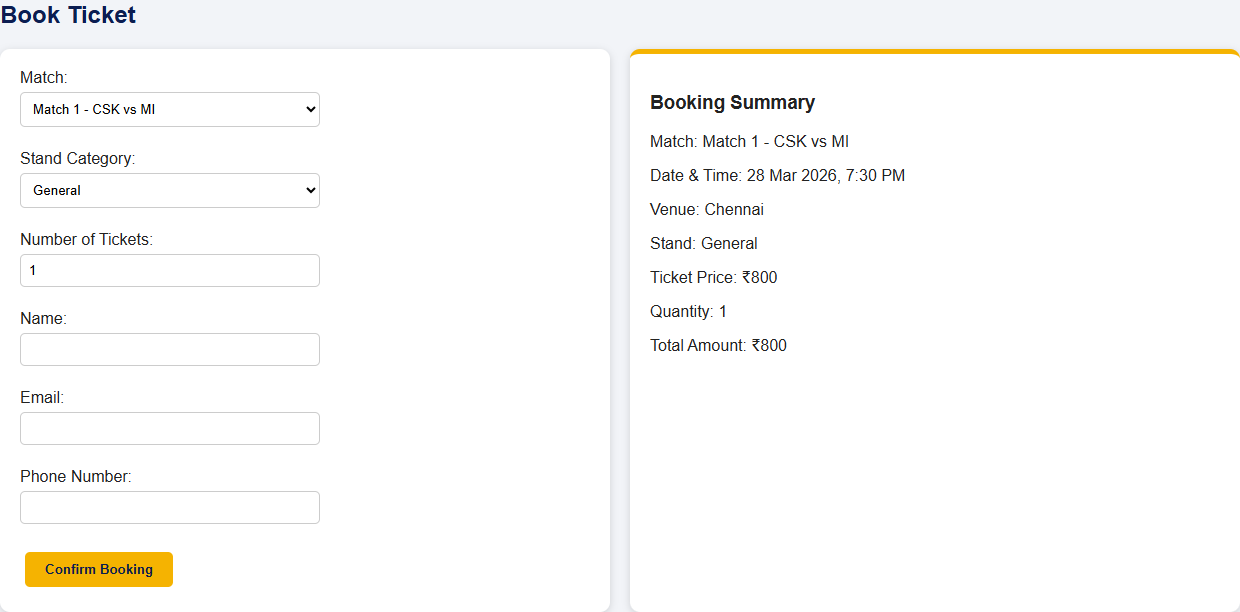 Book Ticket
Match:
Match 1 - CSK vs MI
Stand Category:
General
Number of Tickets:
1
Name:
Email:
Phone Number:
Confirm Booking
Booking Summary
Match: Match 1 - CSK vs MI
Date & Time: 28 Mar 2026, 7:30 PM
Venue: Chennai
Stand: General
Ticket Price: ₹800
Quantity: 1
Total Amount: ₹800